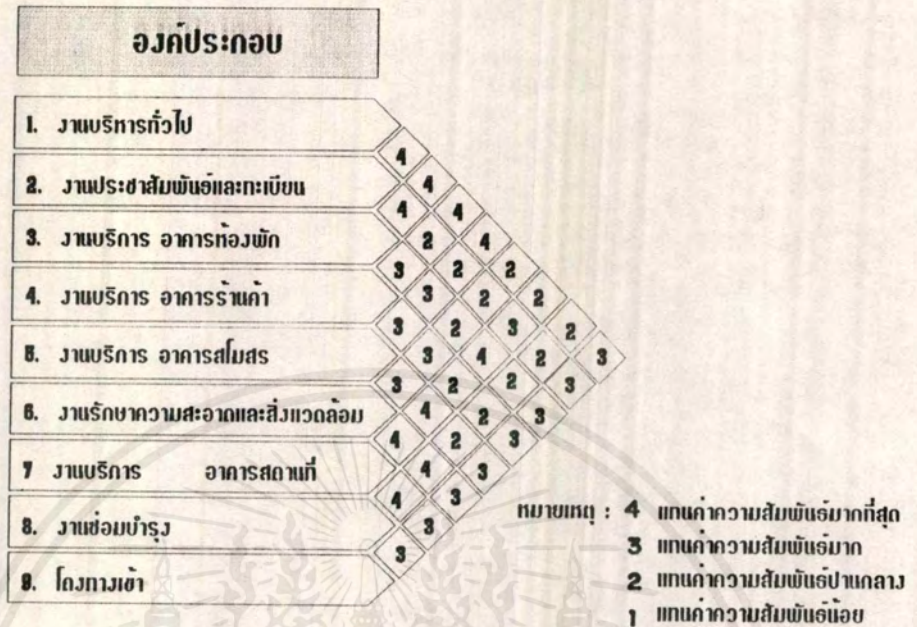 องค์ประกอบ
1. งานบริหารทั่วไป
4
2. งานประชาสัมพันธ์และทะเบียน 4
4 4
3. งานบริการ อาคารห้องพัก 2 4
3 2 2
4. งานบริการ อาคารร้านค้า 3 2 2
3 2 3 2
5. งานบริการ อาคารสโมสร 3 4 2 3
3 2 2 3
6. งานรักษาความสะอาดและสิ่งแวดล้อม 4 2 3
4 2 3
7 งานบริการ อาคารสถานที่ 4 3
4 3
8. งานซ่อมบำรุง 3
3
9. โถงทางเข้า
หมายเหตุ : 4 แทนค่าความสัมพันธ์มากที่สุด
3 แทนค่าความสัมพันธ์มาก
2 แทนค่าความสัมพันธ์ปานกลาง
1 แทนค่าความสัมพันธ์น้อย